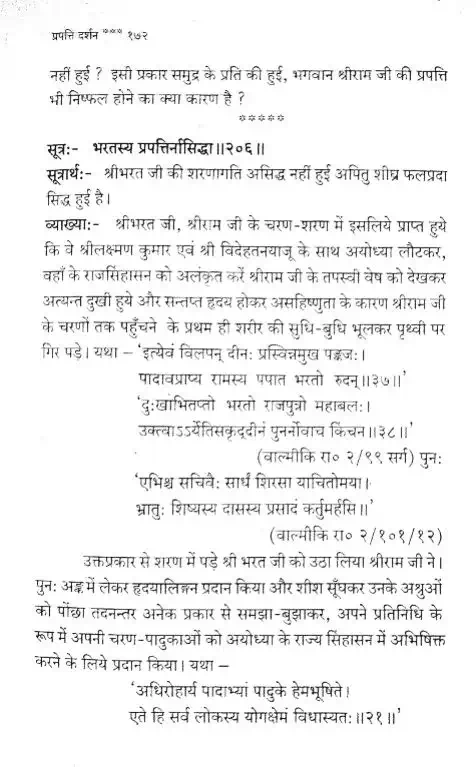 प्रपत्ति दर्शन *** १७२
नहीं हुई ? इसी प्रकार समुद्र के प्रति की हुई, भगवान श्रीराम जी की प्रपत्ति
भी निष्फल होने का क्या कारण है ?
*****
सूत्र:- भरतस्य प्रपत्तिर्नासिद्धा॥२०६॥
सूत्रार्थ:- श्रीभरत जी की शरणागति असिद्ध नहीं हुई अपितु शीघ्र फलप्रदा
सिद्ध हुई है।
व्याख्या:- श्रीभरत जी, श्रीराम जी के चरण-शरण में इसलिये प्राप्त हुये
कि वे श्रीलक्ष्मण कुमार एवं श्री विदेहतनयाजू के साथ अयोध्या लौटकर,
वहाँ के राजसिंहासन को अलंकृत करें श्रीराम जी के तपस्वी वेष को देखकर
अत्यन्त दुखी हुये और सन्तप्त हृदय होकर असहिष्णुता के कारण श्रीराम जी
के चरणों तक पहुँचने के प्रथम ही शरीर की सुधि-बुधि भूलकर पृथ्वी पर
गिर पड़े। यथा – 'इत्येवं विलपन् दीनः प्रस्विन्नमुख पङ्कजः।
पादावप्राप्य रामस्य पपात भरतो रुदन्॥३७॥'
'दुःखाभितप्तो भरतो राजपुत्रो महाबलः।
उक्त्वाऽऽर्येतिसकृद्दीनं पुनर्नोवाच किंचन॥३८॥'
(वाल्मीकि रा० २/९९ सर्ग) पुनः
'एभिश्च सचिवैः सार्धं शिरसा याचितोमया।
भ्रातुः शिष्यस्य दासस्य प्रसादं कर्तुमर्हसि॥'
(वाल्मीकि रा० २/१०१/१२)
उक्तप्रकार से शरण में पड़े श्री भरत जी को उठा लिया श्रीराम जी ने।
पुनः अङ्क में लेकर हृदयालिङ्गन प्रदान किया और शीश सूँघकर उनके अश्रुओं
को पोंछा तदनन्तर अनेक प्रकार से समझा-बुझाकर, अपने प्रतिनिधि के
रूप में अपनी चरण-पादुकाओं को अयोध्या के राज्य सिंहासन में अभिषिक्त
करने के लिये प्रदान किया। यथा –
'अधिरोहार्य पादाभ्यां पादुके हेमभूषिते।
एते हि सर्व लोकस्य योगक्षेमं विधास्यतः॥२१॥'